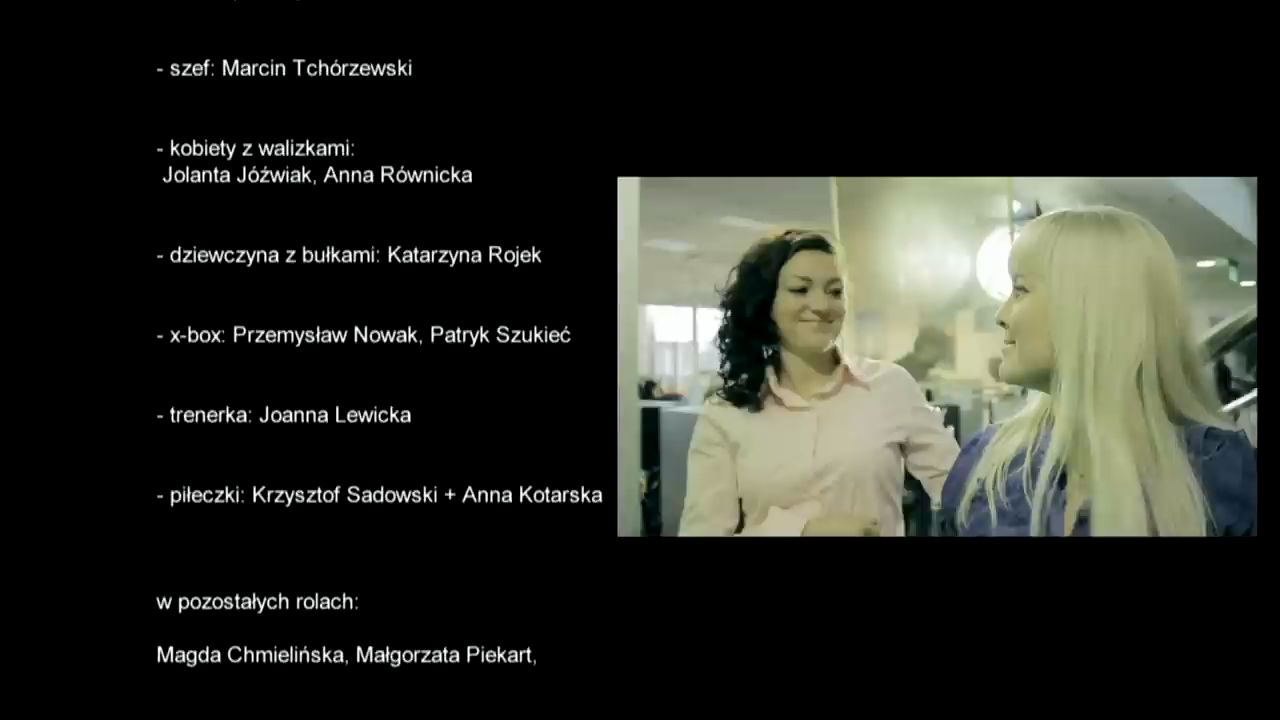 - szef: Marcin Tchórzewski
- kobiety z walizkami:
Jolanta Jóźwiak, Anna Równicka
- dziewczyna z bułkami: Katarzyna Rojek
- x-box: Przemysław Nowak, Patryk Szukieć
- trenerka: Joanna Lewicka
- piłeczki: Krzysztof Sadowski + Anna Kotarska
w pozostałych rolach:
Magda Chmielińska, Małgorzata Piekart,